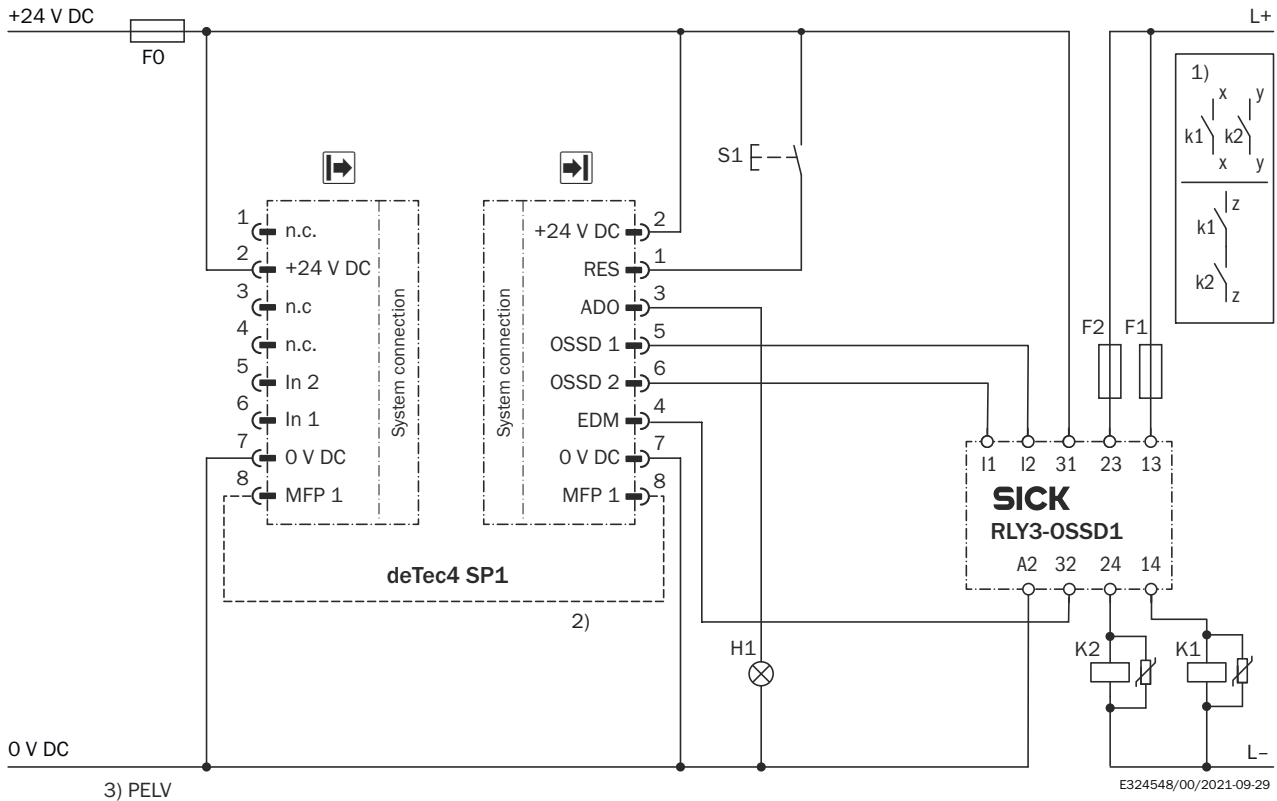 +24 V DC
F0
L+
1)
x y
k1 k2
x y
z
k1
k2
z
S1
1 n.c.
2 +24 V DC
3 n.c
4 n.c.
5 In 2
6 In 1
7 0 V DC
8 MFP 1
System connection
System connection
+24 V DC 2
RES 1
ADO 3
OSSD 1 5
OSSD 2 6
EDM 4
0 V DC 7
MFP 1 8
deTec4 SP1
2)
F2 F1
I1 I2 31 23 13
SICK
RLY3-OSSD1
A2 32 24 14
H1
K2
K1
0 V DC
L–
3) PELV
E324548/00/2021-09-29